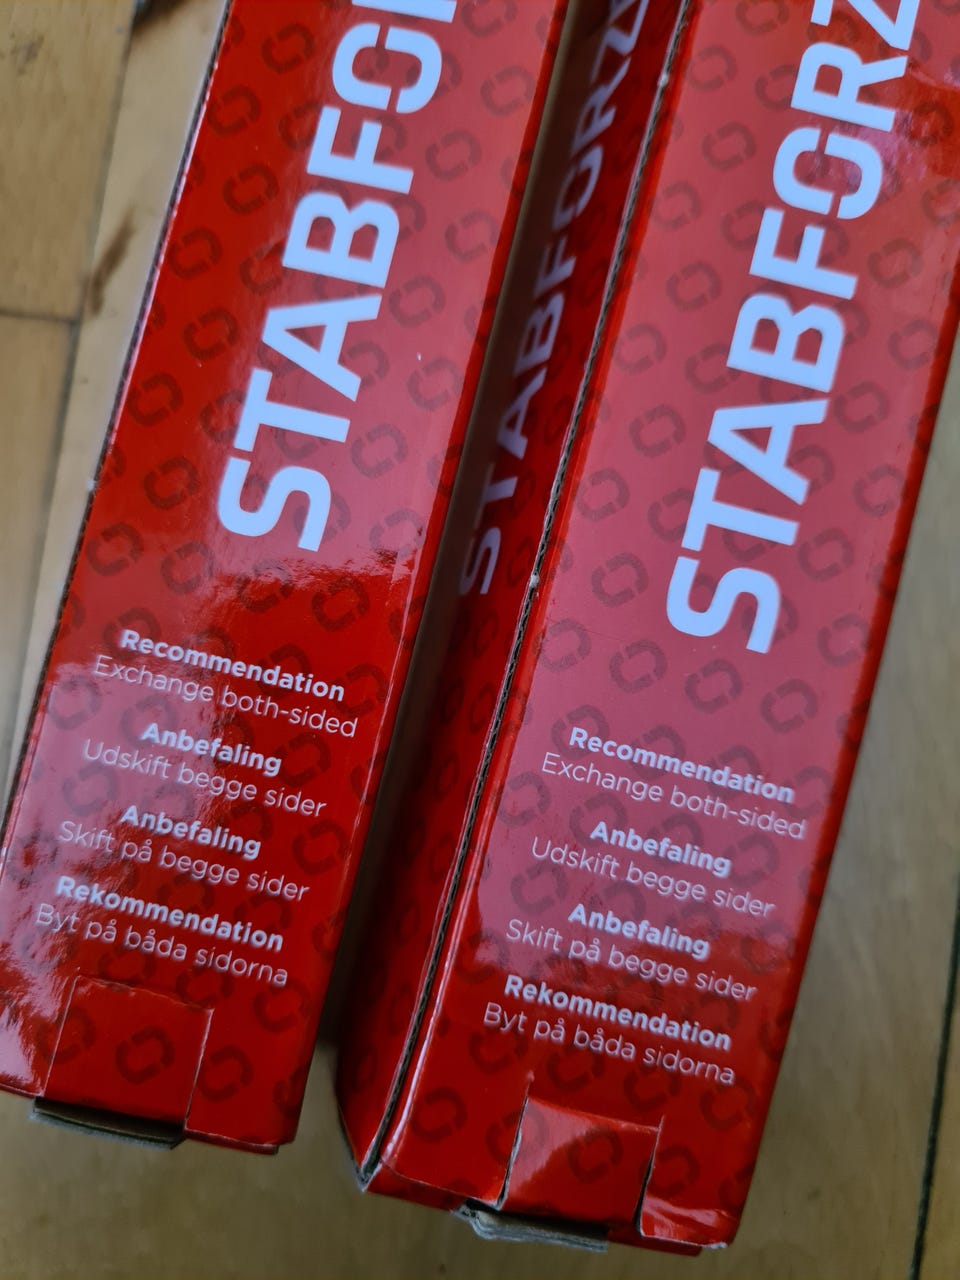 STABFORZ
Recommendation
Exchange both-sided
Anbefaling
Udskift begge sider
Anbefaling
Skift på begge sider
Rekommendation
Byt på båda sidorna
STABFORZ
STABFORZ
Recommendation
Exchange both-sided
Anbefaling
Udskift begge sider
Anbefaling
Skift på begge sider
Rekommendation
Byt på båda sidorna